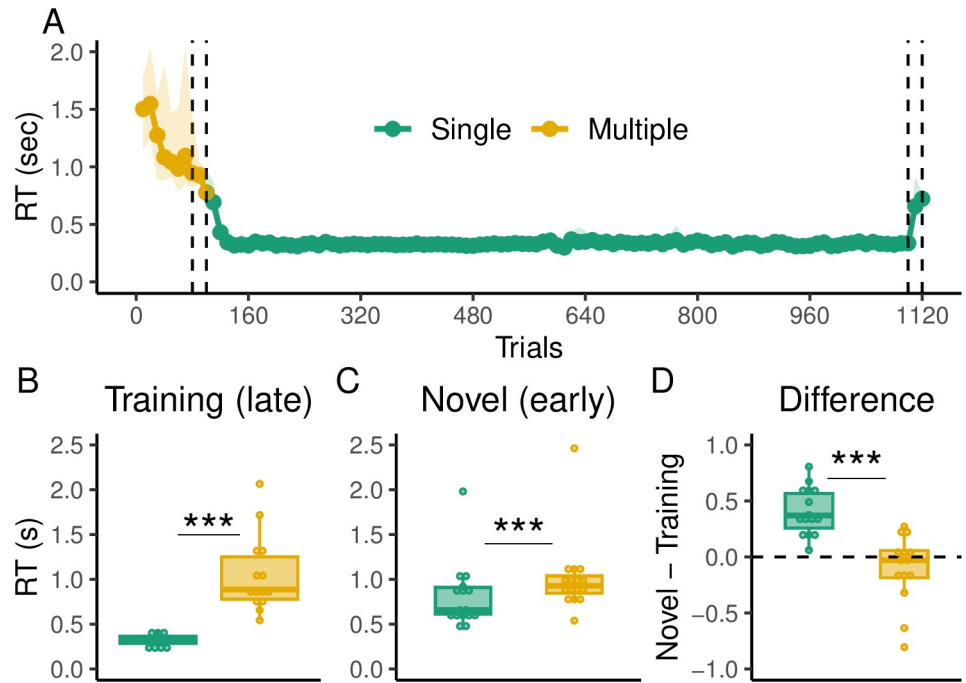 A
RT (sec)
2.0
1.5
1.0
0.5
0.0
Single Multiple
0 160 320 480 640 800 960 1120
Trials
B Training (late)
RT (s)
2.5
2.0
1.5
1.0
0.5
0.0
***
C Novel (early)
2.5
2.0
1.5
1.0
0.5
0.0
***
D Difference
Novel − Training
1.0
0.5
0.0
−0.5
−1.0
***